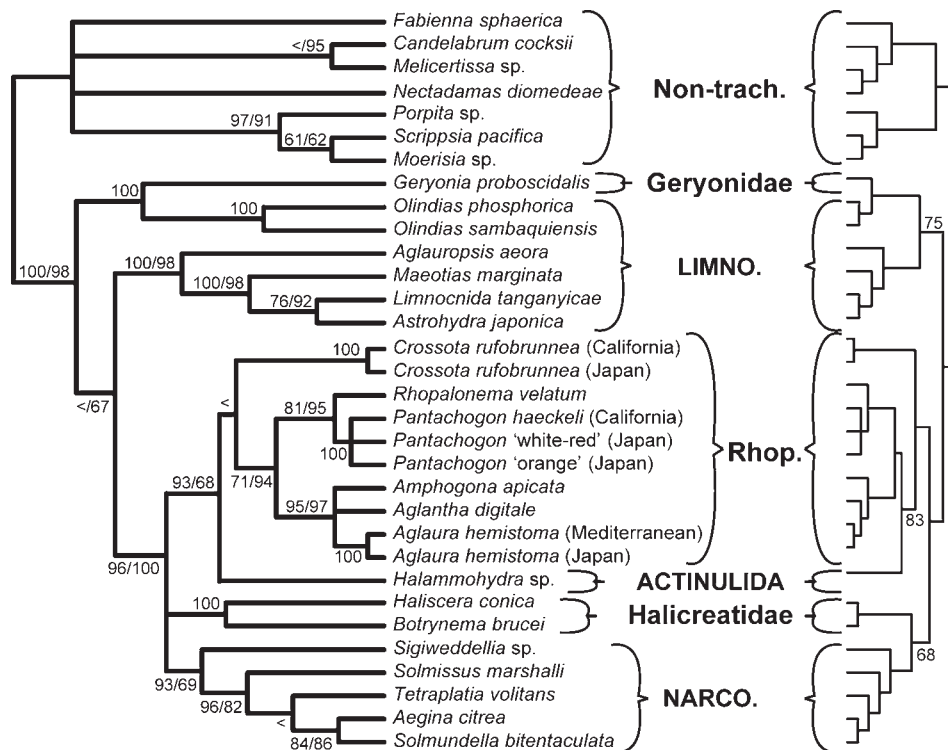 Fabienna sphaerica
</95
Candelabrum cocksii
Melicertissa sp.
Non-trach.
Nectadamas diomedeae
97/91
Porpita sp.
61/62
Scrippsia pacifica
Moerisia sp.
100
Geryonia proboscidalis
Geryonidae
100
Olindias phosphorica
Olindias sambaquiensis
75
100/98
100/98
Aglauropsis aeora
LIMNO.
100/98
Maeotias marginata
76/92
Limnocnida tanganyicae
Astrohydra japonica
100
Crossota rufobrunnea (California)
Crossota rufobrunnea (Japan)
</67
<
81/95
Rhopalonema velatum
Pantachogon haeckeli (California)
Pantachogon ‘white-red’ (Japan)
Rhop.
100
Pantachogon ‘orange’ (Japan)
93/68
71/94
Amphogona apicata
95/97
Aglantha digitale
83
Aglaura hemistoma (Mediterranean)
100
Aglaura hemistoma (Japan)
96/100
Halammohydra sp.
ACTINULIDA
100
Haliscera conica
Halicreatidae
Botrynema brucei
68
Sigiweddellia sp.
93/69
Solmissus marshalli
96/82
Tetraplatia volitans
NARCO.
<
Aegina citrea
84/86
Solmundella bitentaculata